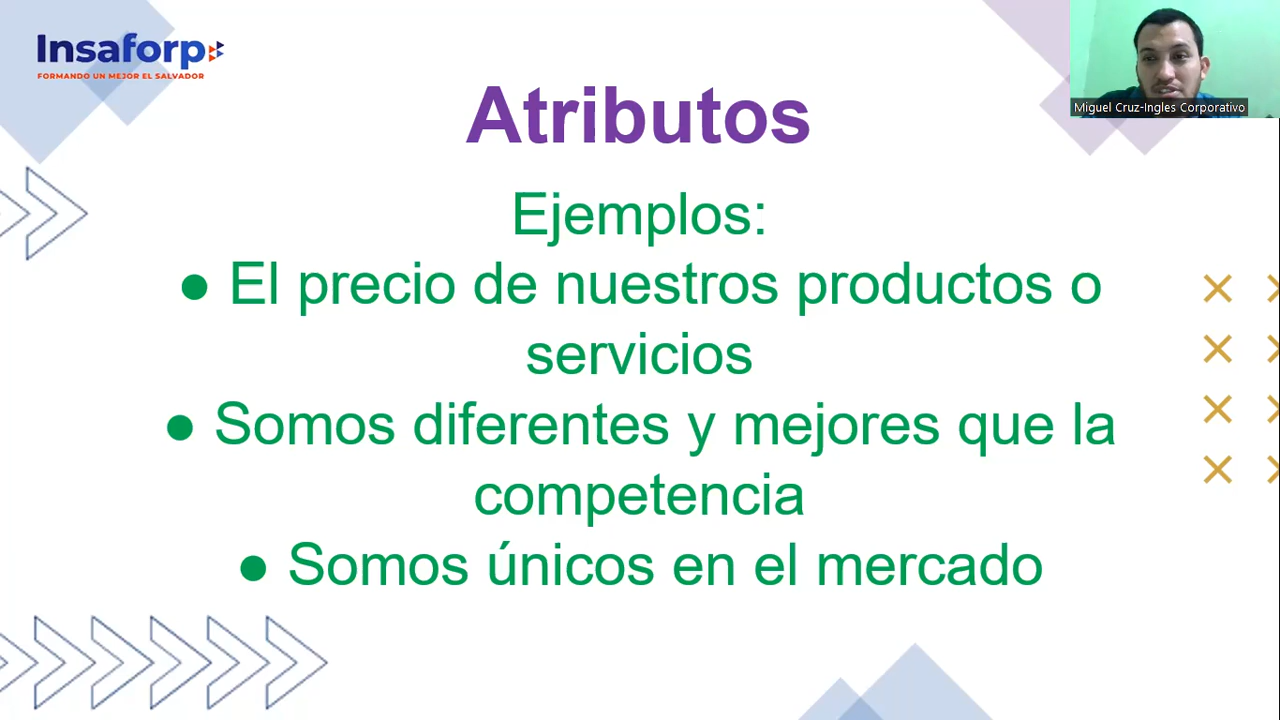 Insaforp
FORMANDO UN MEJOR EL SALVADOR
Miguel Cruz-Ingles Corporativo
Atributos
Ejemplos:
● El precio de nuestros productos o
servicios
● Somos diferentes y mejores que la
competencia
● Somos únicos en el mercado